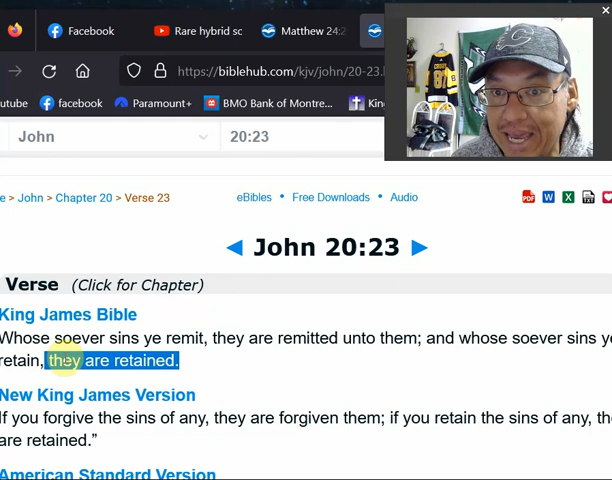 Facebook
Rare hybrid sc
Matthew 24:2
https://biblehub.com/kjv/john/20-23.
utube
facebook
Paramount+
BMO Bank of Montre...
Kin
John
20:23
e > John > Chapter 20 > Verse 23
eBibles • Free Downloads • Audio
PDF
W
X
TXT
◄ John 20:23 ►
Verse (Click for Chapter)
King James Bible
Whose soever sins ye remit, they are remitted unto them; and whose soever sins ye
retain, they are retained.
New King James Version
If you forgive the sins of any, they are forgiven them; if you retain the sins of any, the
are retained.”
American Standard Version